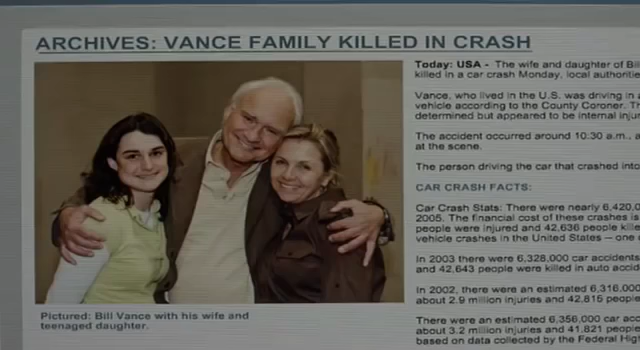 ARCHIVES: VANCE FAMILY KILLED IN CRASH
Today: USA - The wife and daughter of Bil
killed in a car crash Monday, local authoritie
Vance, who lived in the U.S. was driving in a
vehicle according to the County Coroner. Th
determined but appeared to be internal injur
The accident occurred around 10:30 a.m., a
at the scene.
The person driving the car that crashed into
CAR CRASH FACTS:
Car Crash Stats: There were nearly 6,420,0
2005. The financial cost of these crashes is
people were injured and 42,636 people kille
vehicle crashes in the United States -- one
In 2003 there were 6,328,000 car accidents
and 42,643 people were killed in auto accid
In 2002, there were an estimated 6,316,000
about 2.9 million injuries and 42,815 people
There were an estimated 6,356,000 car acc
about 3.2 million injuries and 41,821 people
based on data collected by the Federal High
Pictured: Bill Vance with his wife and
teenaged daughter.